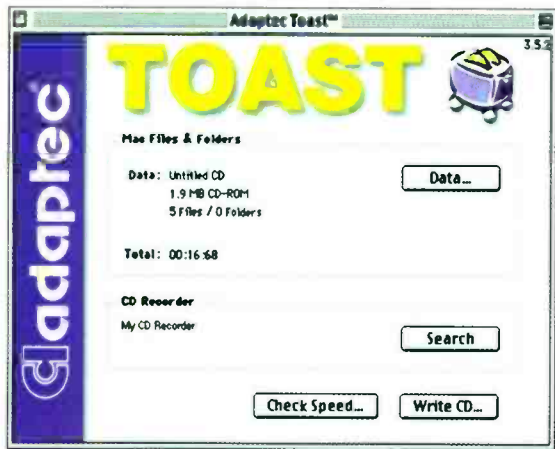 Adaptec Toast™
adaptec
TOAST
3.5.2
Mac Files & Folders
Data: Untitled CD
1.9 MB CD-ROM
5 Files / 0 Folders
Data...
Total: 00:16:68
CD Recorder
My CD Recorder
Search
Check Speed...
Write CD...